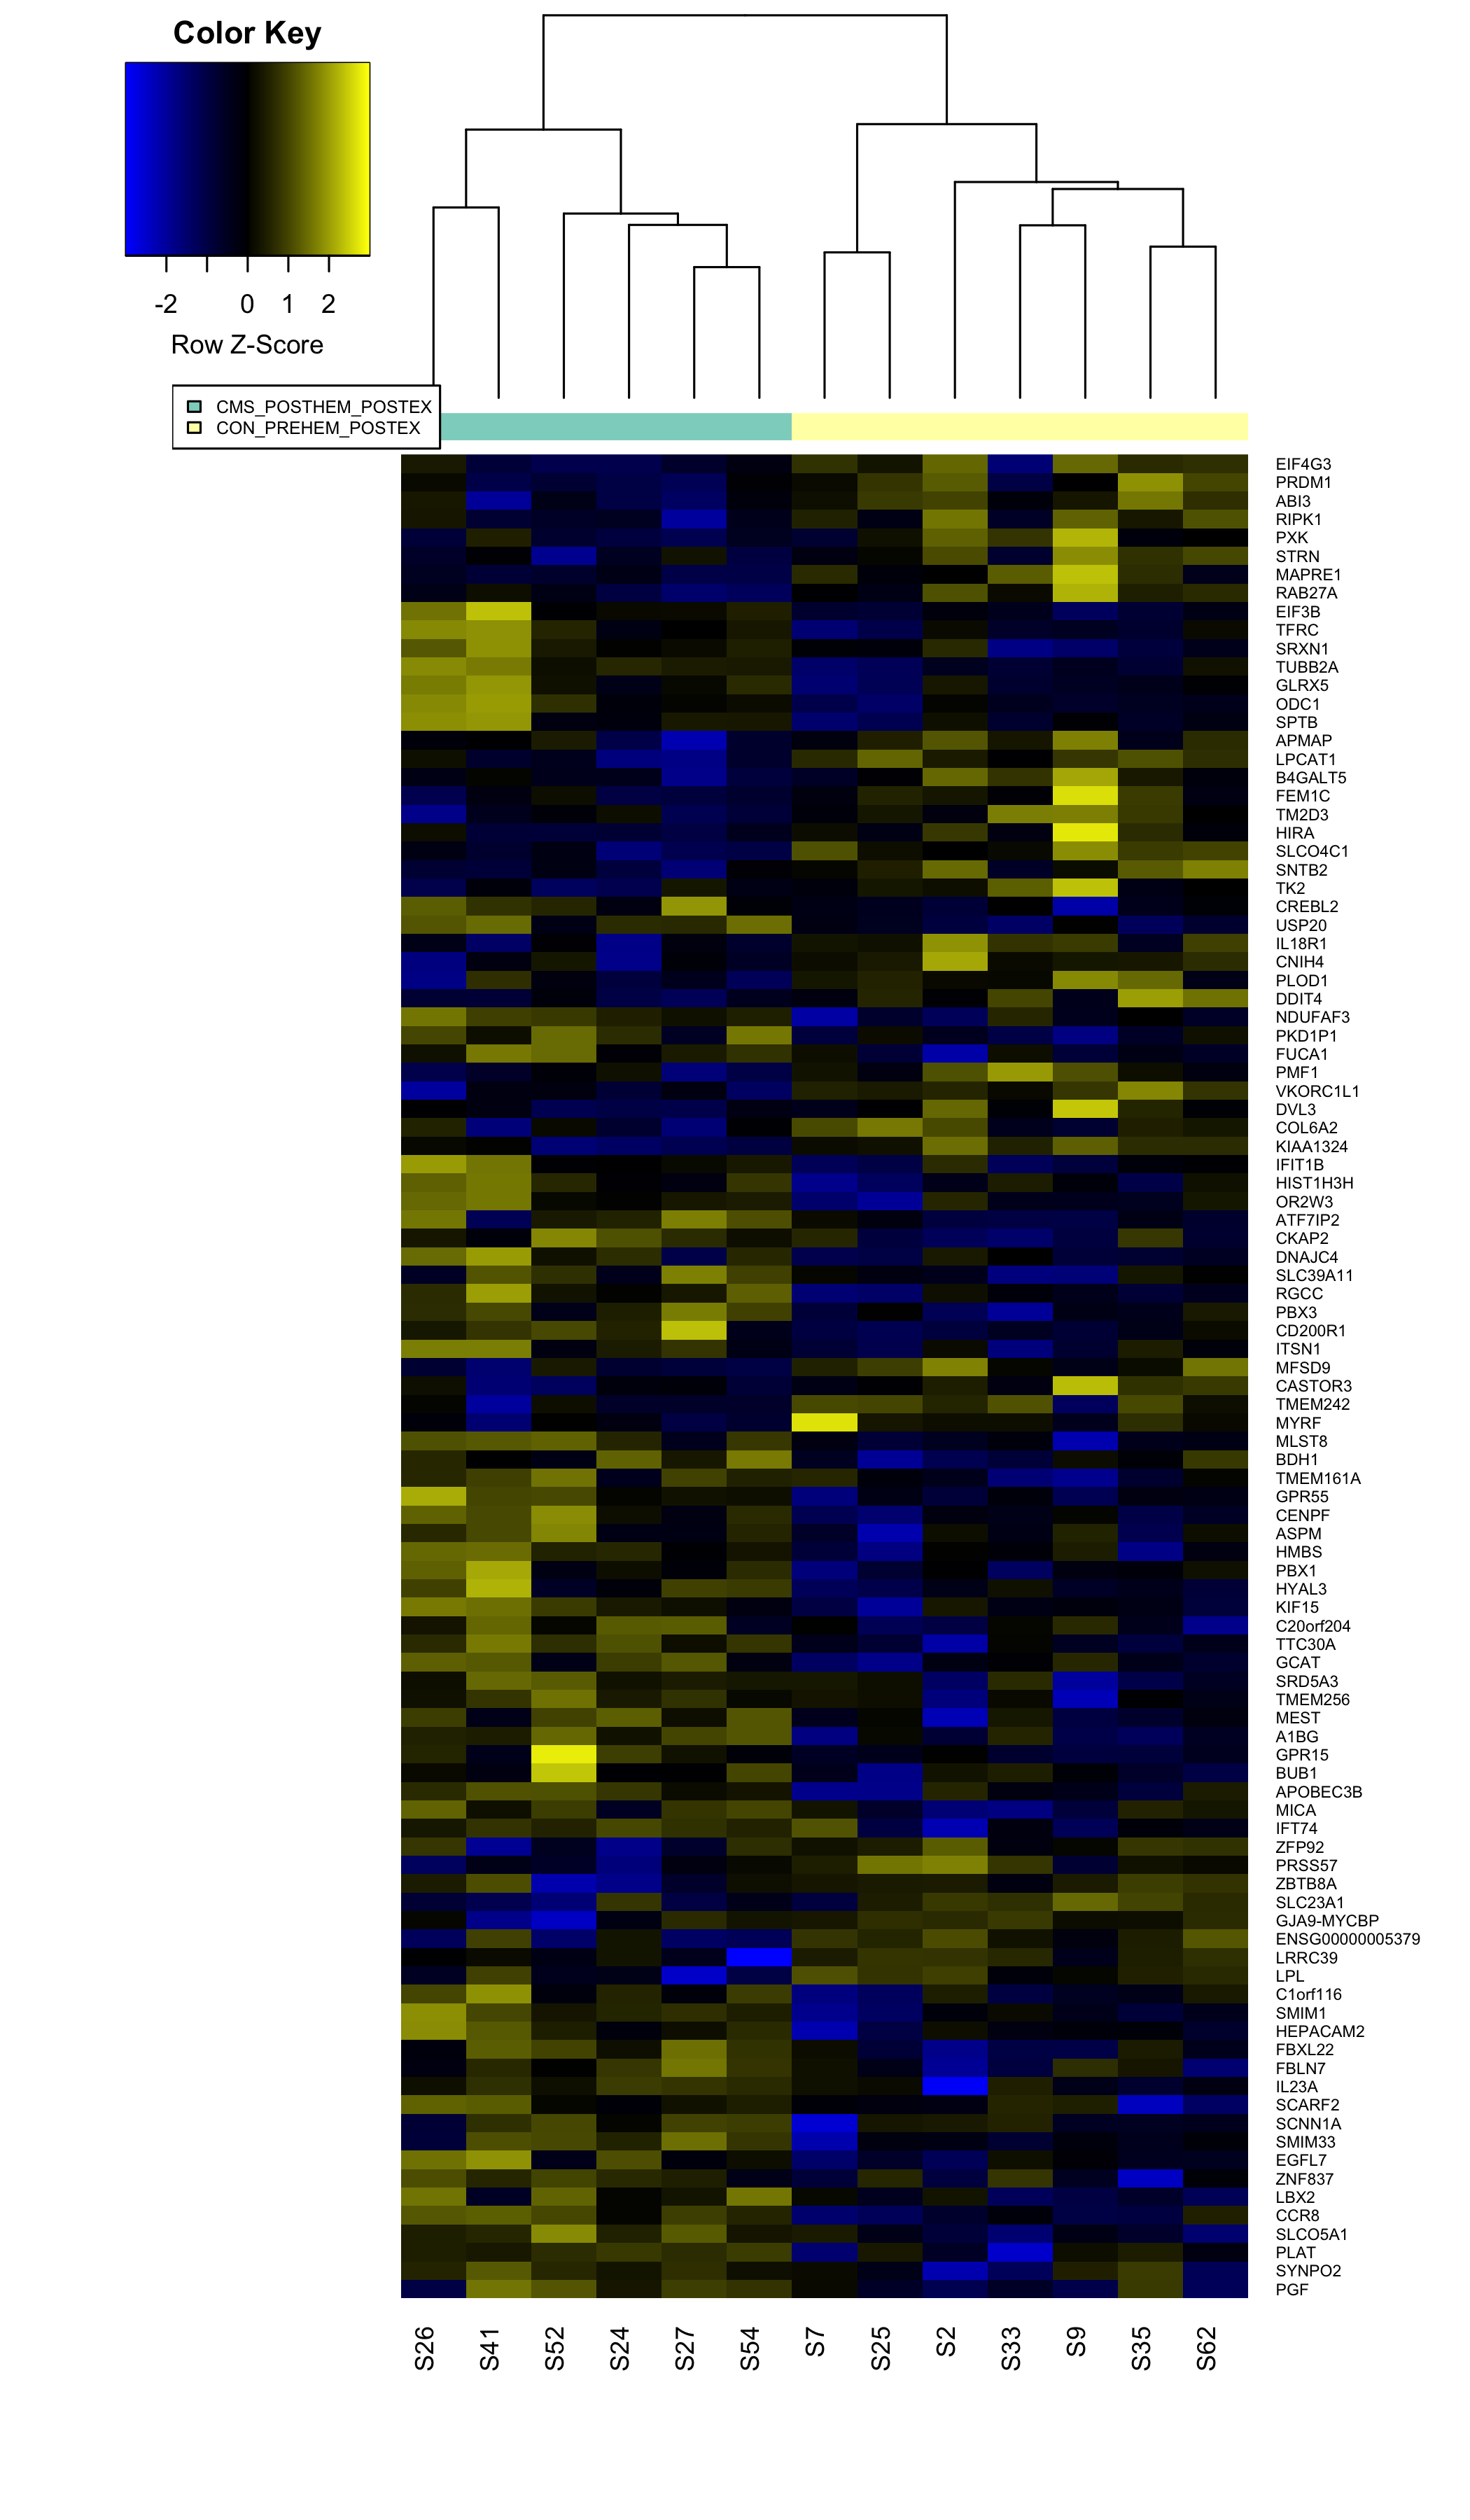 Color Key
-2 0 1 2
Row Z-Score
CMS_POSTHEM_POSTEX
CON_PREHEM_POSTEX
EIF4G3
PRDM1
ABI3
RIPK1
PXK
STRN
MAPRE1
RAB27A
EIF3B
TFRC
SRXN1
TUBB2A
GLRX5
ODC1
SPTB
APMAP
LPCAT1
B4GALT5
FEM1C
TM2D3
HIRA
SLCO4C1
SNTB2
TK2
CREBL2
USP20
IL18R1
CNIH4
PLOD1
DDIT4
NDUFAF3
PKD1P1
FUCA1
PMF1
VKORC1L1
DVL3
COL6A2
KIAA1324
IFIT1B
HIST1H3H
OR2W3
ATF7IP2
CKAP2
DNAJC4
SLC39A11
RGCC
PBX3
CD200R1
ITSN1
MFSD9
CASTOR3
TMEM242
MYRF
MLST8
BDH1
TMEM161A
GPR55
CENPF
ASPM
HMBS
PBX1
HYAL3
KIF15
C20orf204
TTC30A
GCAT
SRD5A3
TMEM256
MEST
A1BG
GPR15
BUB1
APOBEC3B
MICA
IFT74
ZFP92
PRSS57
ZBTB8A
SLC23A1
GJA9-MYCBP
ENSG00000005379
LRRC39
LPL
C1orf116
SMIM1
HEPACAM2
FBXL22
FBLN7
IL23A
SCARF2
SCNN1A
SMIM33
EGFL7
ZNF837
LBX2
CCR8
SLCO5A1
PLAT
SYNPO2
PGF
S26 S41 S52 S24 S27 S54 S7 S25 S2 S33 S9 S35 S62